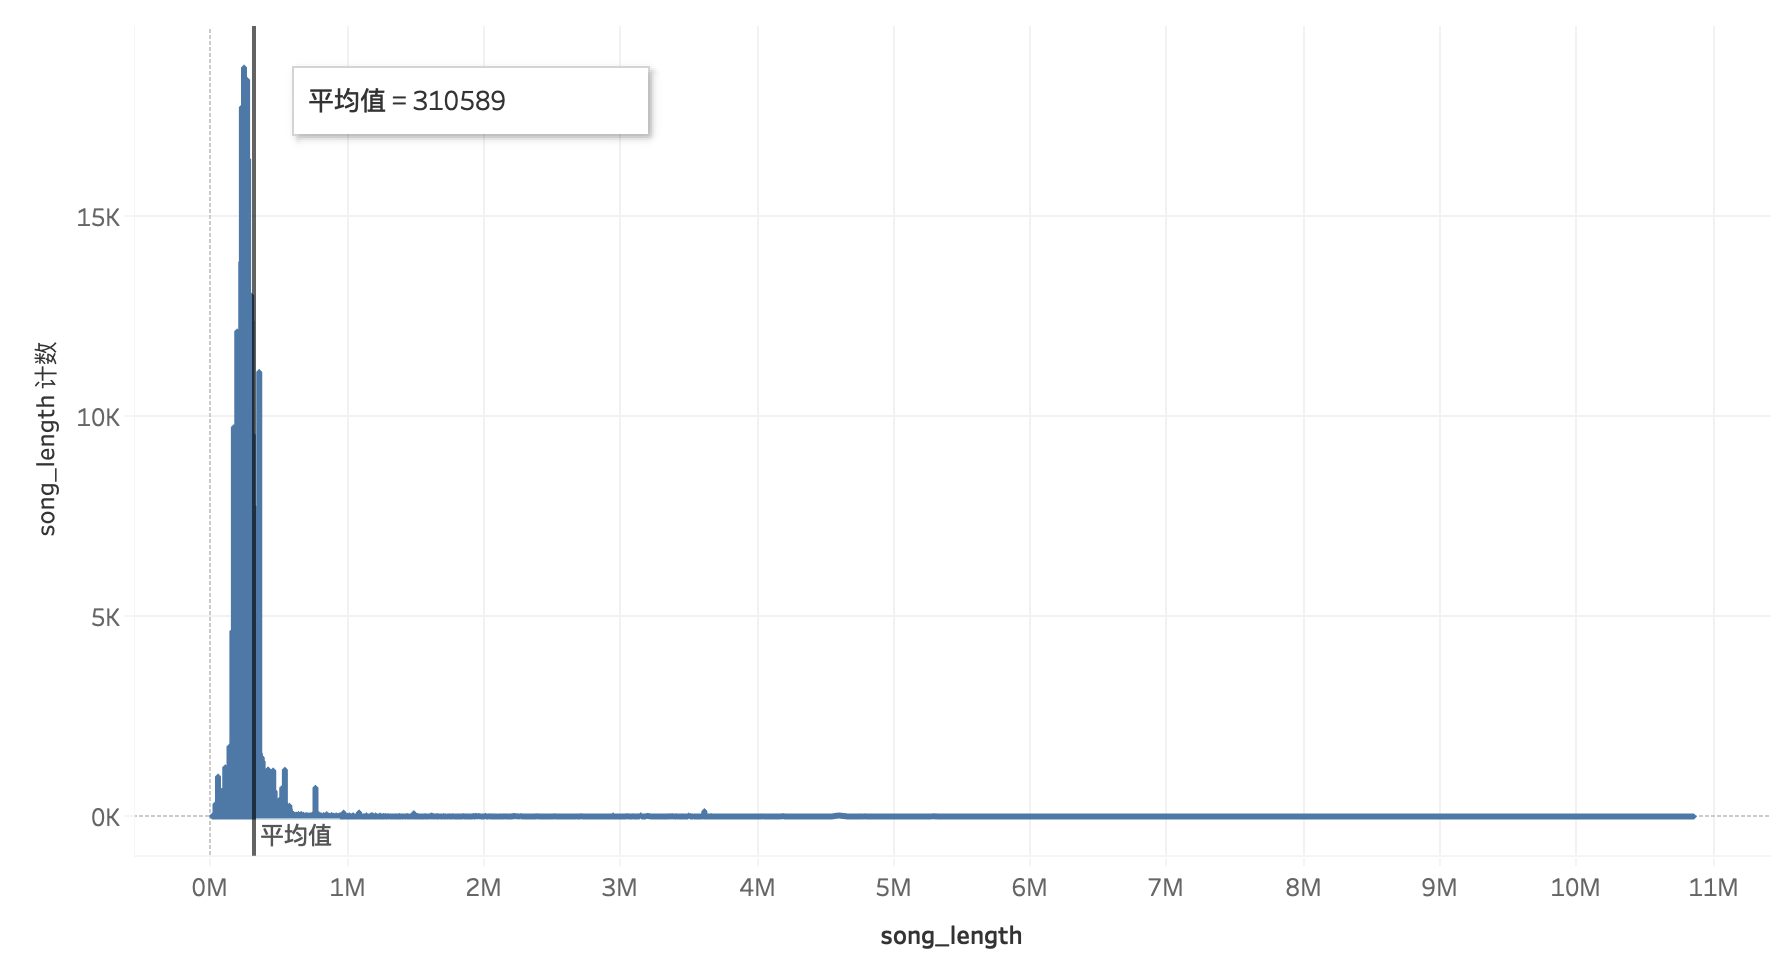 平均值 = 310589
15K
10K
5K
0K
song_length 计数
平均值
0M 1M 2M 3M 4M 5M 6M 7M 8M 9M 10M 11M
song_length